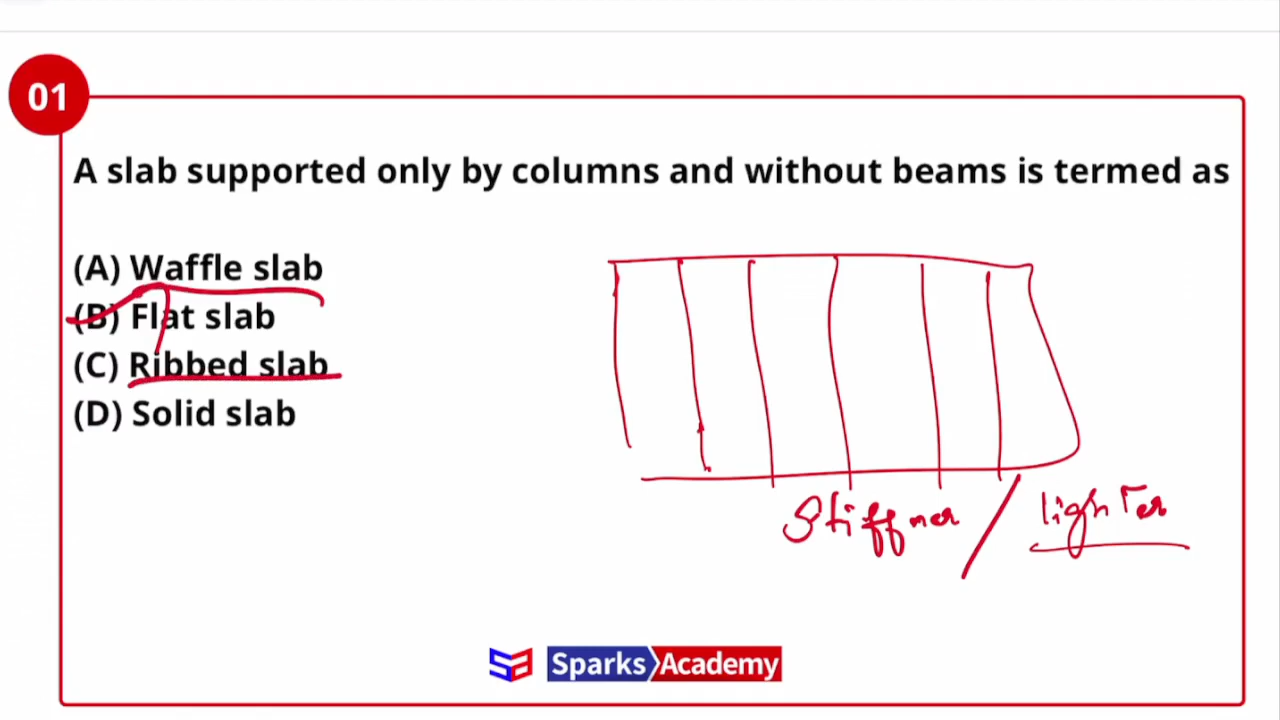 01
A slab supported only by columns and without beams is termed as
(A) Waffle slab
(B) Flat slab
(C) Ribbed slab
(D) Solid slab
Stiffner / lighter
Sparks Academy